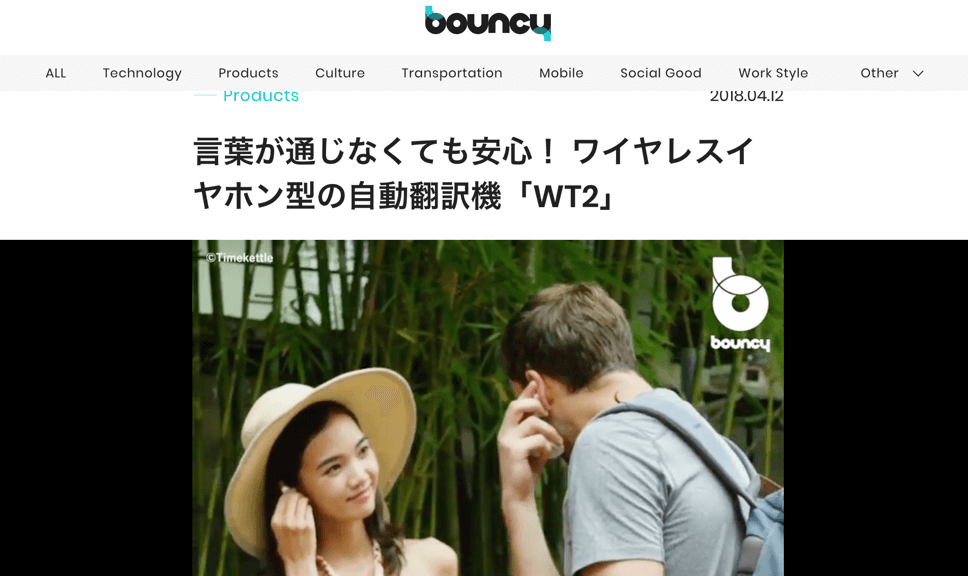 bouncy
ALL Technology Products Culture Transportation Mobile Social Good Work Style Other
Products 2018.04.12
言葉が通じなくても安心！ ワイヤレスイ
ヤホン型の自動翻訳機「WT2」
©Timekettle
bouncy